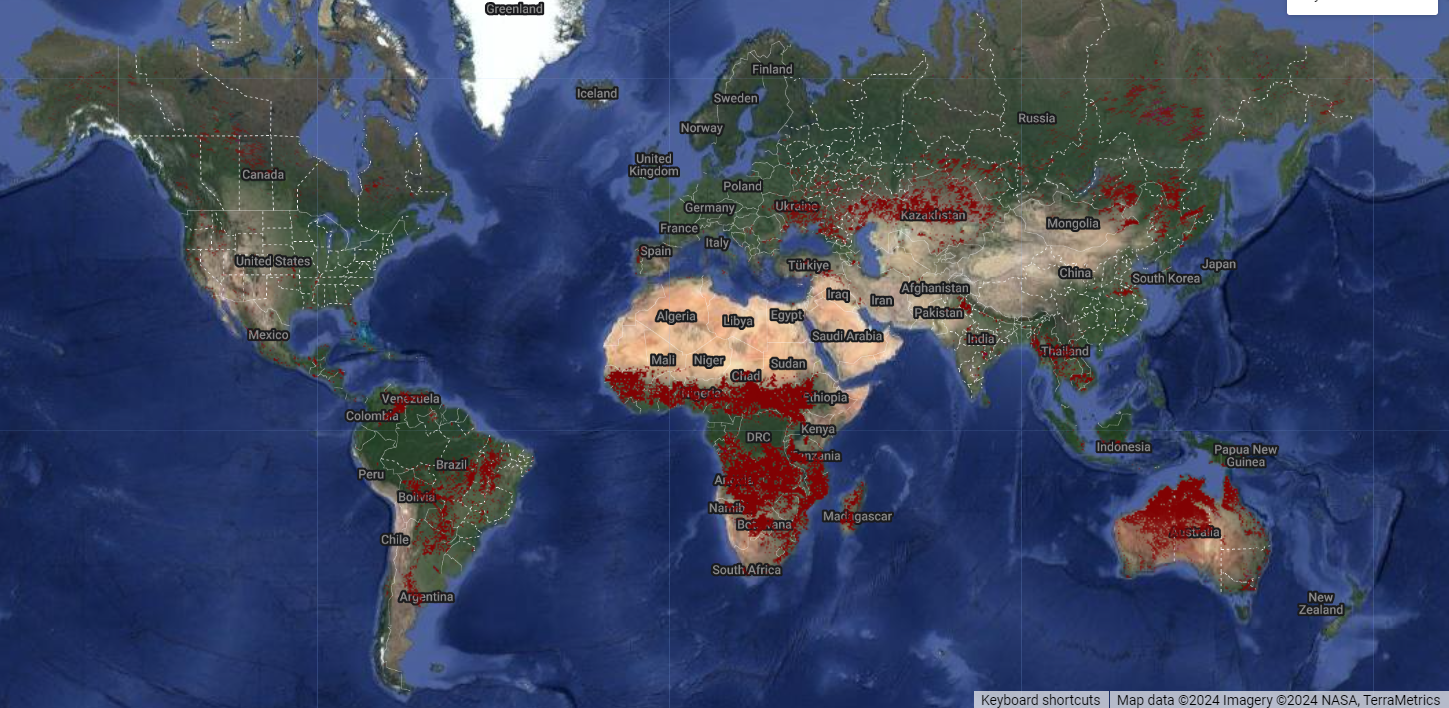 Greenland
Finland
Iceland
Sweden
Russia
Norway
United
Kingdom
Canada
Poland
Germany
Ukraine
Kazakhstan
Mongolia
France
Italy
Spain
United States
Türkiye
China
Japan
South Korea
Iraq
Iran
Afghanistan
Pakistan
Algeria
Libya
Egypt
Saudi Arabia
Mexico
India
Thailand
Mali
Niger
Chad
Sudan
Nigeria
Ethiopia
Venezuela
Colombia
Kenya
DRC
Indonesia
Papua New
Guinea
Brazil
Peru
Bolivia
Namib
Botswana
Madagascar
Chile
Australia
South Africa
Argentina
New
Zealand
Keyboard shortcuts
Map data ©2024 Imagery ©2024 NASA, TerraMetrics